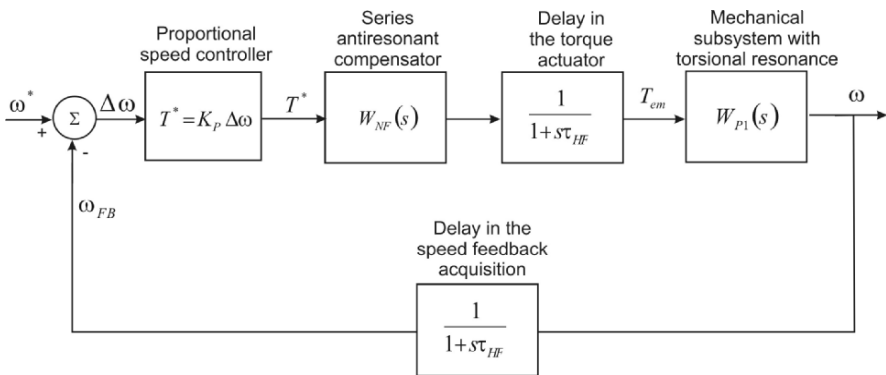 Proportional
speed controller
Series
antiresonant
compensator
Delay in
the torque
actuator
Mechanical
subsystem with
torsional resonance
ω*
+
-
Σ
Δω
T* = K_P Δω
T*
W_NF(s)
1
1+sτ_HF
T_em
W_P1(s)
ω
ω_FB
Delay in the
speed feedback
acquisition
1
1+sτ_HF